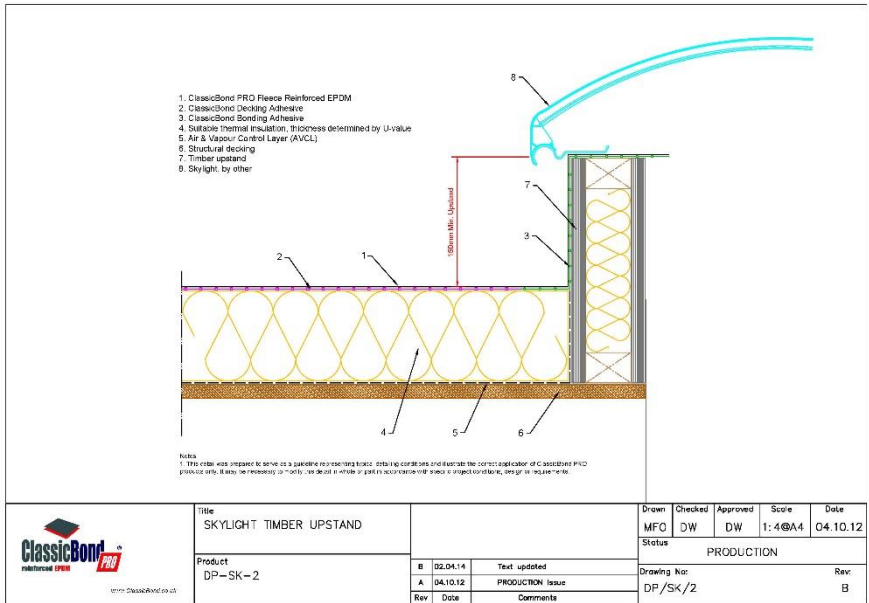 1. ClassicBond PRO Fleece Reinforced EPDM
2. ClassicBond Decking Adhesive
3. ClassicBond Bonding Adhesive
4. Suitable thermal insulation, thickness determined by U-value
5. Air & Vapour Control Layer (AVCL)
6. Structural decking
7. Timber upstand
8. Skylight, by other
8
7
3
150mm Min. Upstand
2
1
4
5
6
Notes
1. This detail was prepared to serve as a guideline representing typical detailing conditions and illustrate the correct application of ClassicBond PRO
products only. It may be necessary to modify this detail in whole or part in accordance with specific project conditions, design or requirements.
ClassicBond PRO
reinforced EPDM
www.ClassicBond.co.uk
Title
SKYLIGHT TIMBER UPSTAND
Product
DP-SK-2
B 02.04.14 Text updated
A 04.10.12 PRODUCTION Issue
Rev Date Comments
Drawn Checked Approved Scale Date
MFO DW DW 1:4@A4 04.10.12
Status
PRODUCTION
Drawing No: Rev:
DP/SK/2 B